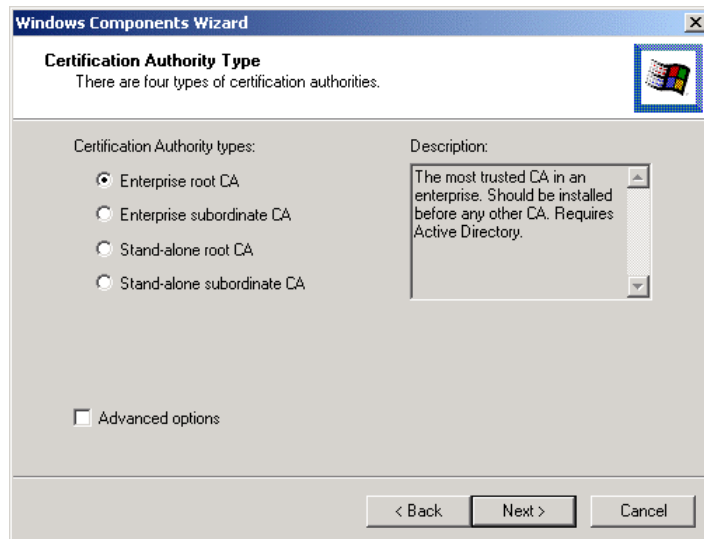 Windows Components Wizard
Certification Authority Type
There are four types of certification authorities.
Certification Authority types:
Enterprise root CA
Enterprise subordinate CA
Stand-alone root CA
Stand-alone subordinate CA
Description:
The most trusted CA in an
enterprise. Should be installed
before any other CA. Requires
Active Directory.
Advanced options
< Back
Next >
Cancel